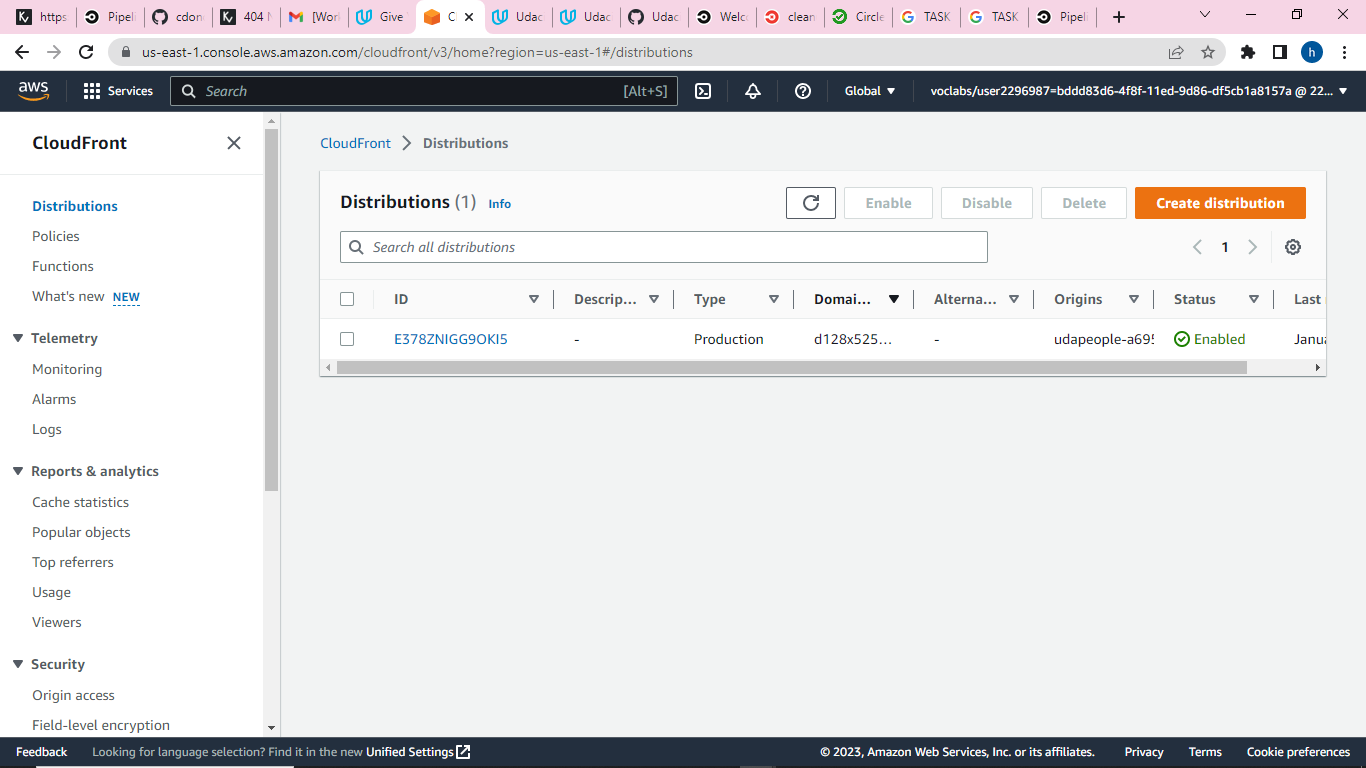 https
Pipeli
cdon
404 N
[Worl
Give
C
Udac
Udac
Udac
Welco
clean
Circle
TASK
TASK
Pipeli
us-east-1.console.aws.amazon.com/cloudfront/v3/home?region=us-east-1#/distributions
h
aws
Services
Search
[Alt+S]
Global
voclabs/user2296987=bddd83d6-4f8f-11ed-9d86-df5cb1a8157a @ 22...
CloudFront
Distributions
Policies
Functions
What's new NEW
Telemetry
Monitoring
Alarms
Logs
Reports & analytics
Cache statistics
Popular objects
Top referrers
Usage
Viewers
Security
Origin access
Field-level encryption
CloudFront Distributions
Distributions (1) Info
Enable
Disable
Delete
Create distribution
Search all distributions
1
ID Descrip... Type Domai... Alterna... Origins Status Last
E378ZNIGG9OKI5 - Production d128x525... - udapeople-a695 Enabled Janua
Feedback
Looking for language selection? Find it in the new Unified Settings
© 2023, Amazon Web Services, Inc. or its affiliates.
Privacy
Terms
Cookie preferences